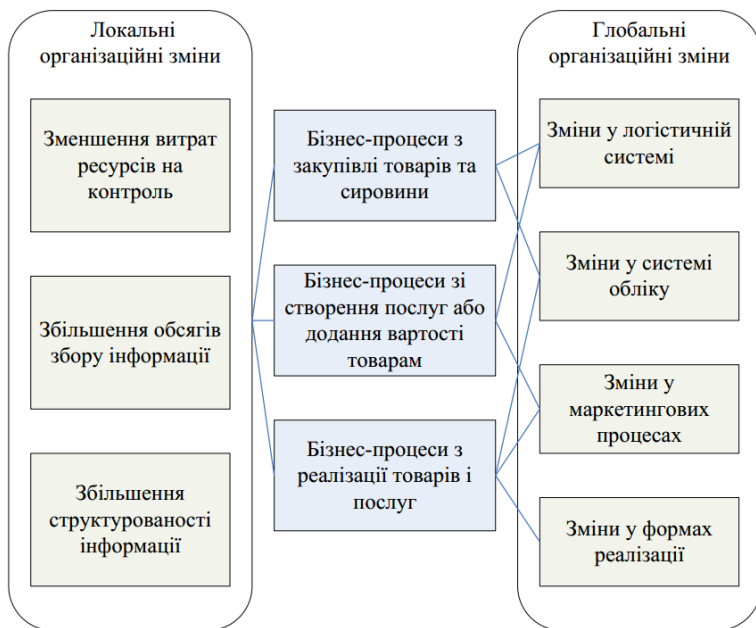 Локальні
організаційні зміни
Зменшення витрат
ресурсів на
контроль
Збільшення обсягів
збору інформації
Збільшення
структурованості
інформації
Бізнес-процеси з
закупівлі товарів та
сировини
Бізнес-процеси зі
створення послуг або
додання вартості
товарам
Бізнес-процеси з
реалізації товарів і
послуг
Глобальні
організаційні зміни
Зміни у логістичній
системі
Зміни у системі
обліку
Зміни у
маркетингових
процесах
Зміни у формах
реалізації